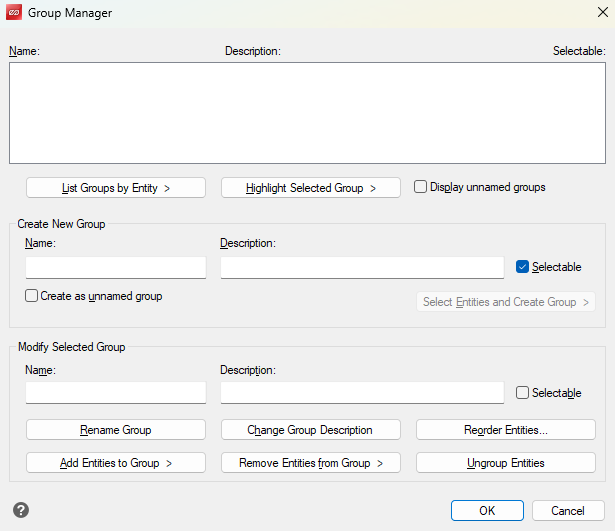 Group Manager
Name: Description: Selectable:
List Groups by Entity > Highlight Selected Group > Display unnamed groups
Create New Group
Name: Description:
Selectable
Create as unnamed group
Select Entities and Create Group >
Modify Selected Group
Name: Description:
Selectable
Rename Group Change Group Description Reorder Entities...
Add Entities to Group > Remove Entities from Group > Ungroup Entities
? OK Cancel